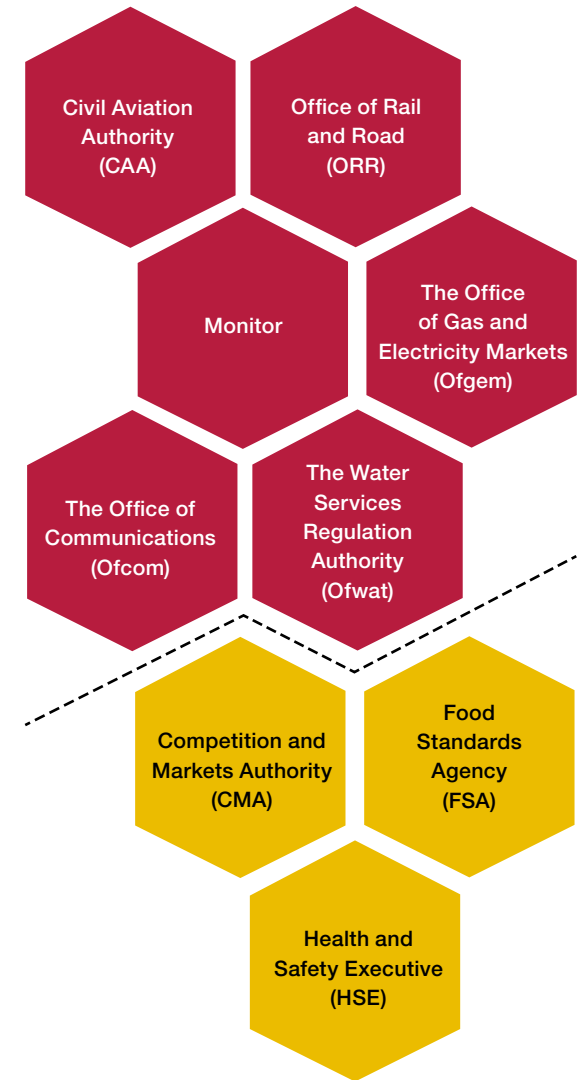 Civil Aviation
Authority
(CAA)
Office of Rail
and Road
(ORR)
Monitor
The Office
of Gas and
Electricity Markets
(Ofgem)
The Office of
Communications
(Ofcom)
The Water
Services
Regulation
Authority
(Ofwat)
Competition and
Markets Authority
(CMA)
Food
Standards
Agency
(FSA)
Health and
Safety Executive
(HSE)